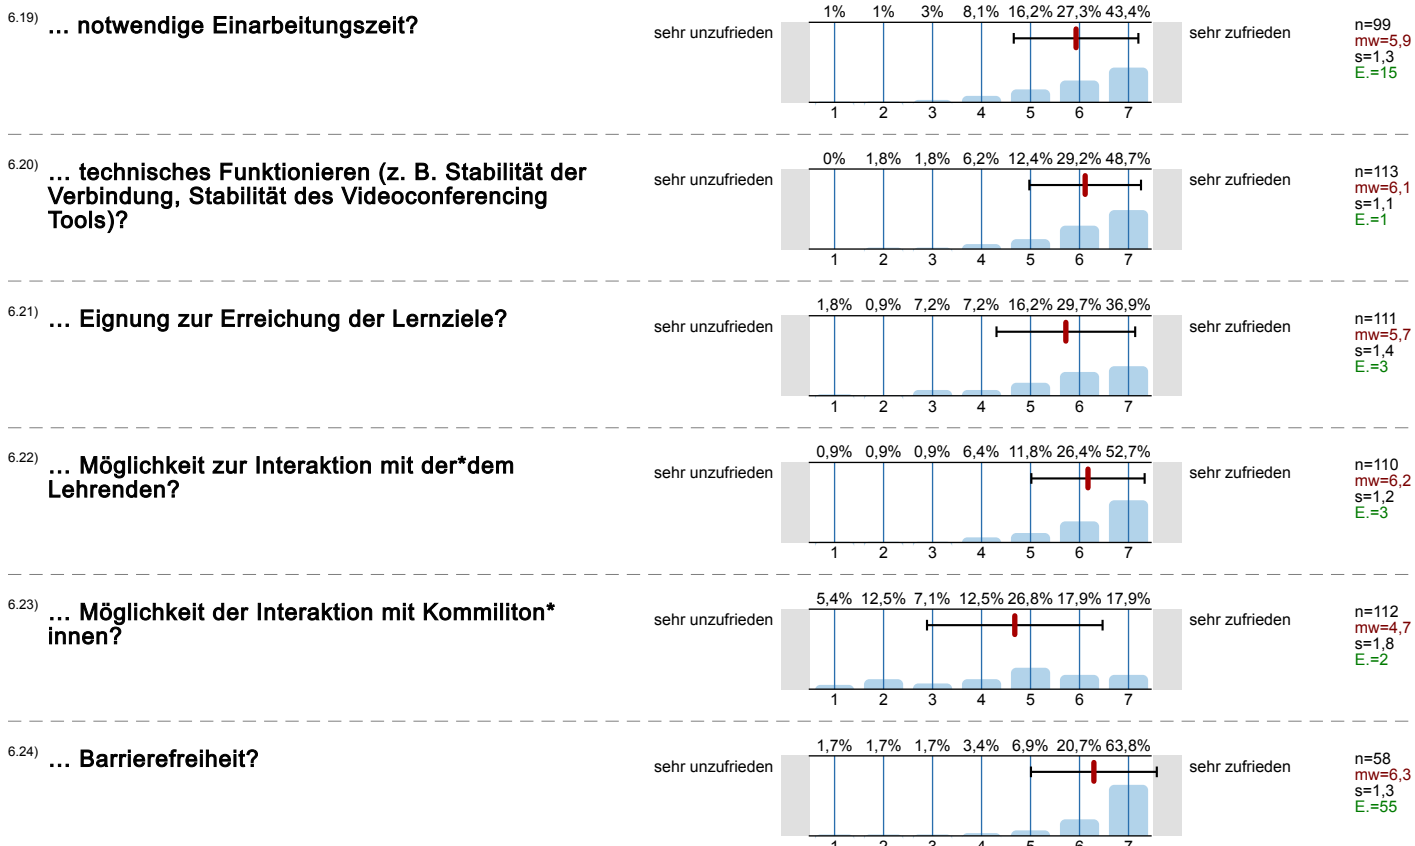 6.19) ... notwendige Einarbeitungszeit?
1% 1% 3% 8,1% 16,2% 27,3% 43,4%
sehr unzufrieden
sehr zufrieden
n=99
mw=5,9
s=1,3
E.=15
1 2 3 4 5 6 7
6.20) ... technisches Funktionieren (z. B. Stabilität der
Verbindung, Stabilität des Videoconferencing
Tools)?
0% 1,8% 1,8% 6,2% 12,4% 29,2% 48,7%
sehr unzufrieden
sehr zufrieden
n=113
mw=6,1
s=1,1
E.=1
1 2 3 4 5 6 7
6.21) ... Eignung zur Erreichung der Lernziele?
1,8% 0,9% 7,2% 7,2% 16,2% 29,7% 36,9%
sehr unzufrieden
sehr zufrieden
n=111
mw=5,7
s=1,4
E.=3
1 2 3 4 5 6 7
6.22) ... Möglichkeit zur Interaktion mit der*dem
Lehrenden?
0,9% 0,9% 0,9% 6,4% 11,8% 26,4% 52,7%
sehr unzufrieden
sehr zufrieden
n=110
mw=6,2
s=1,2
E.=3
1 2 3 4 5 6 7
6.23) ... Möglichkeit der Interaktion mit Kommiliton*
innen?
5,4% 12,5% 7,1% 12,5% 26,8% 17,9% 17,9%
sehr unzufrieden
sehr zufrieden
n=112
mw=4,7
s=1,8
E.=2
1 2 3 4 5 6 7
6.24) ... Barrierefreiheit?
1,7% 1,7% 1,7% 3,4% 6,9% 20,7% 63,8%
sehr unzufrieden
sehr zufrieden
n=58
mw=6,3
s=1,3
E.=55
1 2 3 4 5 6 7